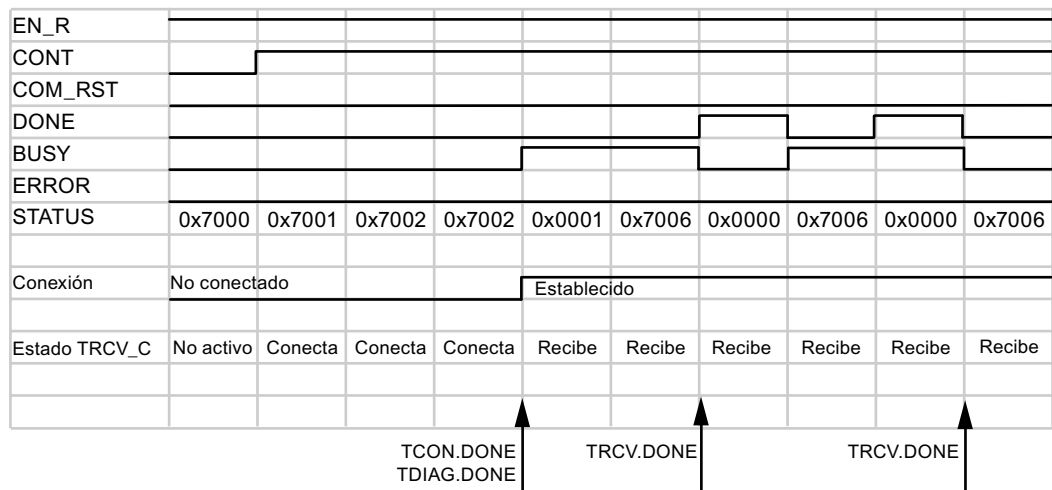 EN_R
CONT
COM_RST
DONE
BUSY
ERROR
STATUS 0x7000 0x7001 0x7002 0x7002 0x0001 0x7006 0x0000 0x7006 0x0000 0x7006
Conexión No conectado Establecido
Estado TRCV_C No activo Conecta Conecta Conecta Recibe Recibe Recibe Recibe Recibe Recibe
TCON.DONE TRCV.DONE TRCV.DONE
TDIAG.DONE